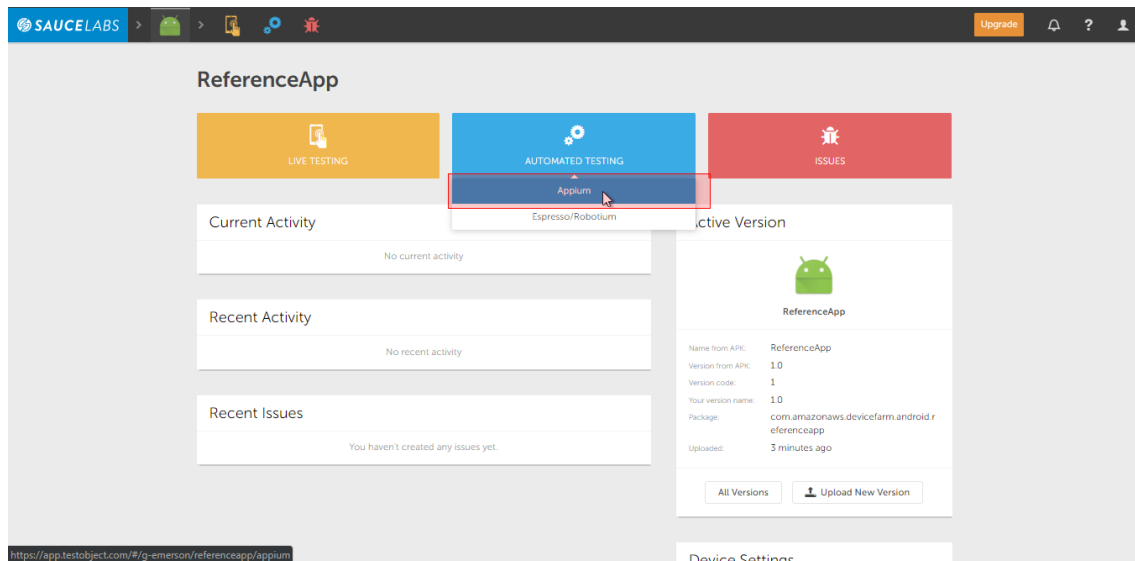 SAUCELABS
Upgrade
?
ReferenceApp
LIVE TESTING
AUTOMATED TESTING
ISSUES
Appium
Espresso/Robotium
Current Activity
No current activity
Recent Activity
No recent activity
Recent Issues
You haven't created any issues yet.
ctive Version
ReferenceApp
Name from APK: ReferenceApp
Version from APK: 1.0
Version code: 1
Your version name: 1.0
Package: com.amazonaws.devicefarm.android.r
eferenceapp
Uploaded: 3 minutes ago
All Versions
Upload New Version
Device Settings
https://app.testobject.com/#/g-emerson/referenceapp/appium